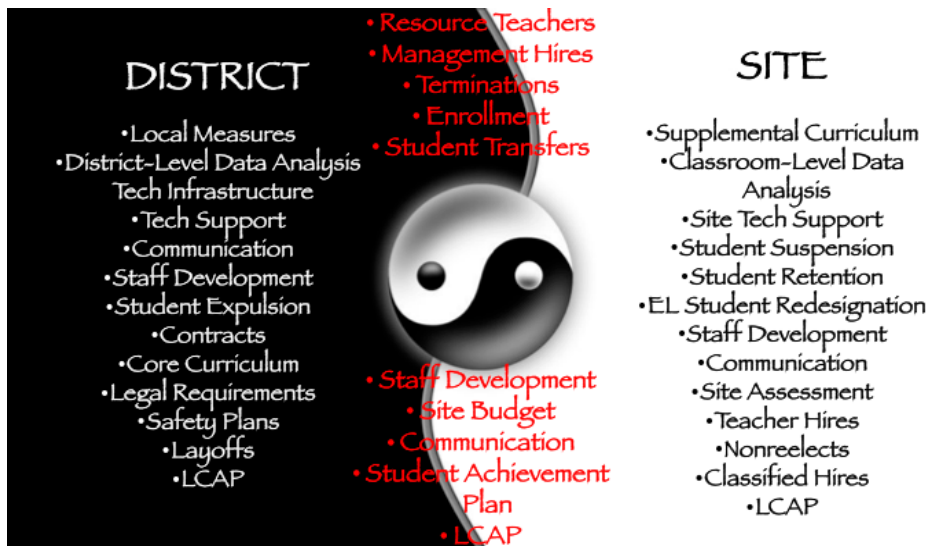 DISTRICT
•Local Measures
•District-Level Data Analysis
Tech Infrastructure
•Tech Support
•Communication
•Staff Development
•Student Expulsion
•Contracts
•Core Curriculum
•Legal Requirements
•Safety Plans
•Layoffs
•LCAP
• Resource Teachers
• Management Hires
• Terminations
• Enrollment
• Student Transfers
• Staff Development
• Site Budget
• Communication
• Student Achievement
Plan
• LCAP
SITE
•Supplemental Curriculum
•Classroom-Level Data
Analysis
•Site Tech Support
•Student Suspension
•Student Retention
•EL Student Redesignation
•Staff Development
•Communication
•Site Assessment
•Teacher Hires
•Nonreelects
•Classified Hires
•LCAP